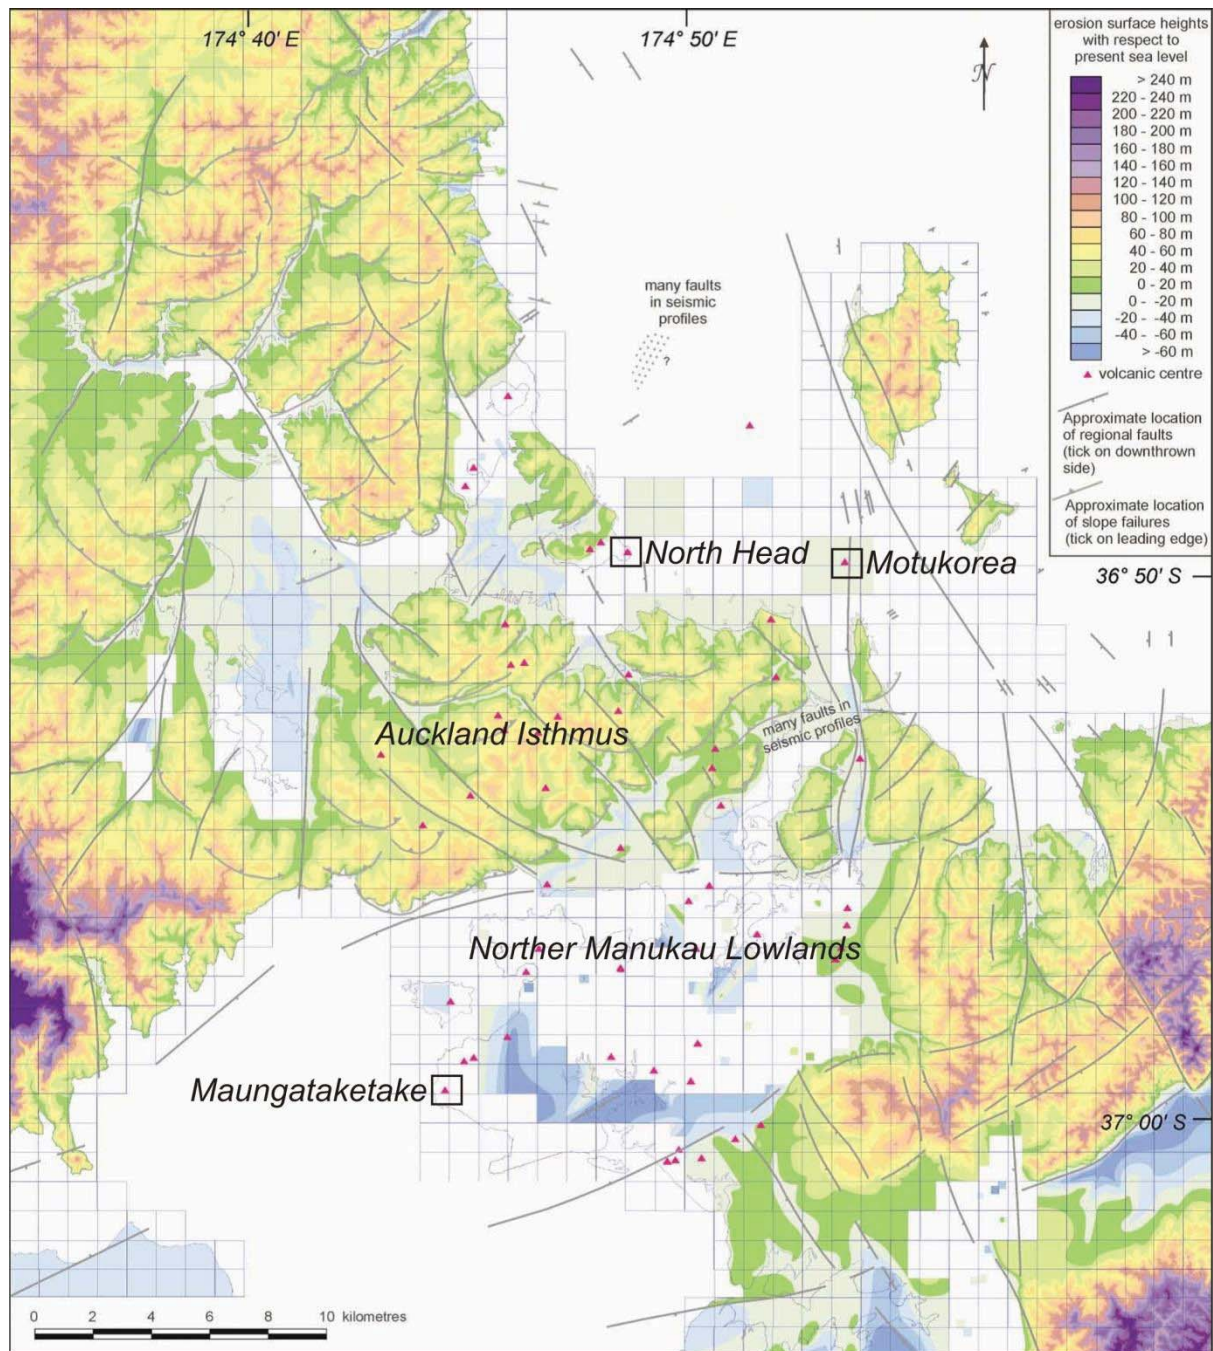 174° 40' E
174° 50' E
N
erosion surface heights
with respect to
present sea level
> 240 m
220 - 240 m
200 - 220 m
180 - 200 m
160 - 180 m
140 - 160 m
120 - 140 m
100 - 120 m
80 - 100 m
60 - 80 m
40 - 60 m
20 - 40 m
0 - 20 m
0 - -20 m
-20 - -40 m
-40 - -60 m
> -60 m
volcanic centre
Approximate location
of regional faults
(tick on downthrown
side)
Approximate location
of slope failures
(tick on leading edge)
many faults
in seismic
profiles
?
North Head
Motukorea
36° 50' S
Auckland Isthmus
many faults in
seismic profiles
Norther Manukau Lowlands
Maungataketake
37° 00' S
0 2 4 6 8 10 kilometres